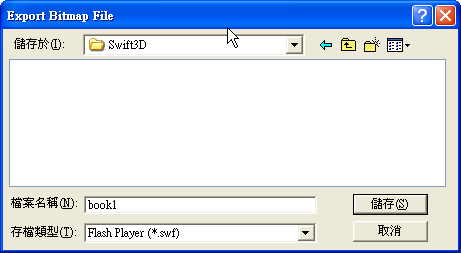 Export Bitmap File
儲存於(I): Swift3D
檔案名稱(N): book1 儲存(S)
存檔類型(T): Flash Player (*.swf) 取消